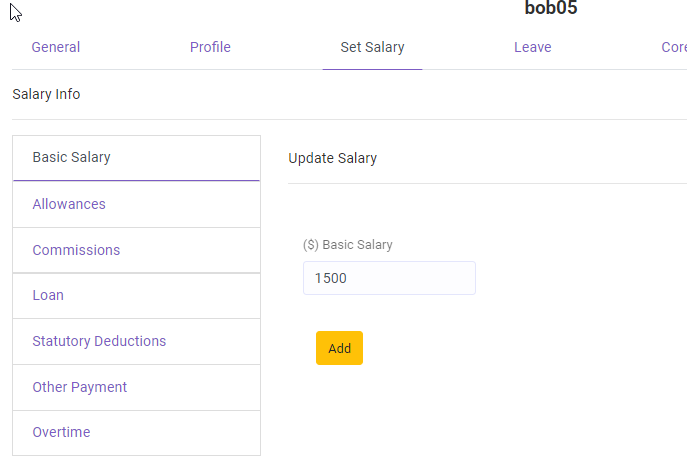 bob05
General Profile Set Salary Leave Core
Salary Info
Basic Salary
Allowances
Commissions
Loan
Statutory Deductions
Other Payment
Overtime
Update Salary
($) Basic Salary
1500
Add